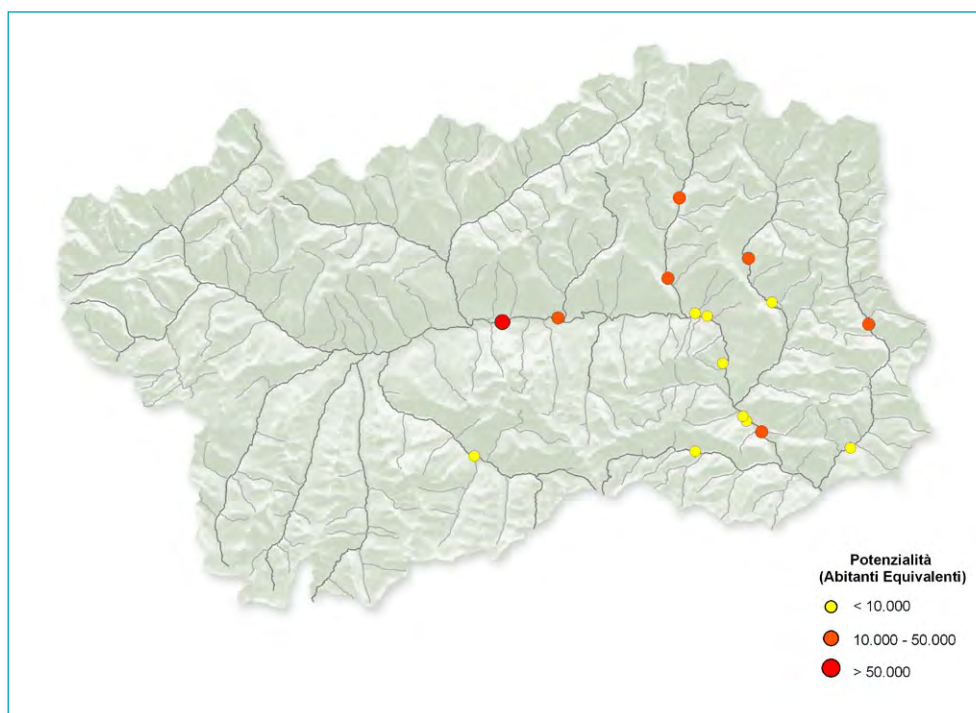 Potenzialità
(Abitanti Equivalenti)
< 10.000
10.000 - 50.000
> 50.000